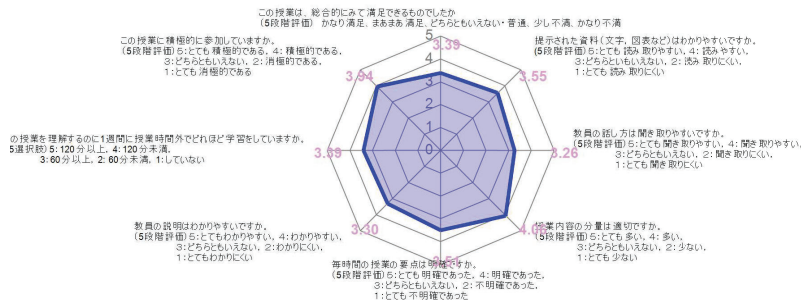 この授業は、総合的にみて満足できるものでしたか
(5段階評価) かなり満足、まあまあ満足、どちらともいえない・普通、少し不満、かなり不満
5
3.39
4
3
2
1
0
提示された資料(文字, 図表など)はわかりやすいですか。
(5段階評価)5:とても読み取りやすい, 4:読みやすい,
3:どちらといもいえない, 2:読み取りにくい,
1:とても読み取りにくい
3.55
教員の話し方は聞き取りやすいですか。
(5段階評価)5:とても聞き取りやすい, 4:聞き取りやすい,
3:どちらともいえない, 2:聞き取りにくい,
1:とても聞き取りにくい
3.26
授業内容の分量は適切ですか。
(5段階評価)5:とても多い, 4:多い,
3:どちらともいえない, 2:少ない,
1:とても少ない
毎時間の授業の要点は明確ですか。
(5段階評価)5:とても明確であった, 4:明確であった,
3:どちらともいえない, 2:不明確であった,
1:とても不明確であった
教員の説明はわかりやすいですか。
(5段階評価)5:とてもわかりやすい, 4:わかりやすい,
3:どちらともいえない, 2:わかりにくい,
1:とてもわかりにくい
3.30
の授業を理解するのに1週間に授業時間外でどれほど学習をしていますか。
5選択肢)5:120分以上, 4:120分未満,
3:60分以上, 2:60分未満, 1:していない
この授業に積極的に参加していますか。
(5段階評価)5:とても積極的である, 4:積極的である,
3:どちらともいえない, 2:消極的である,
1:とても消極的である
3.94